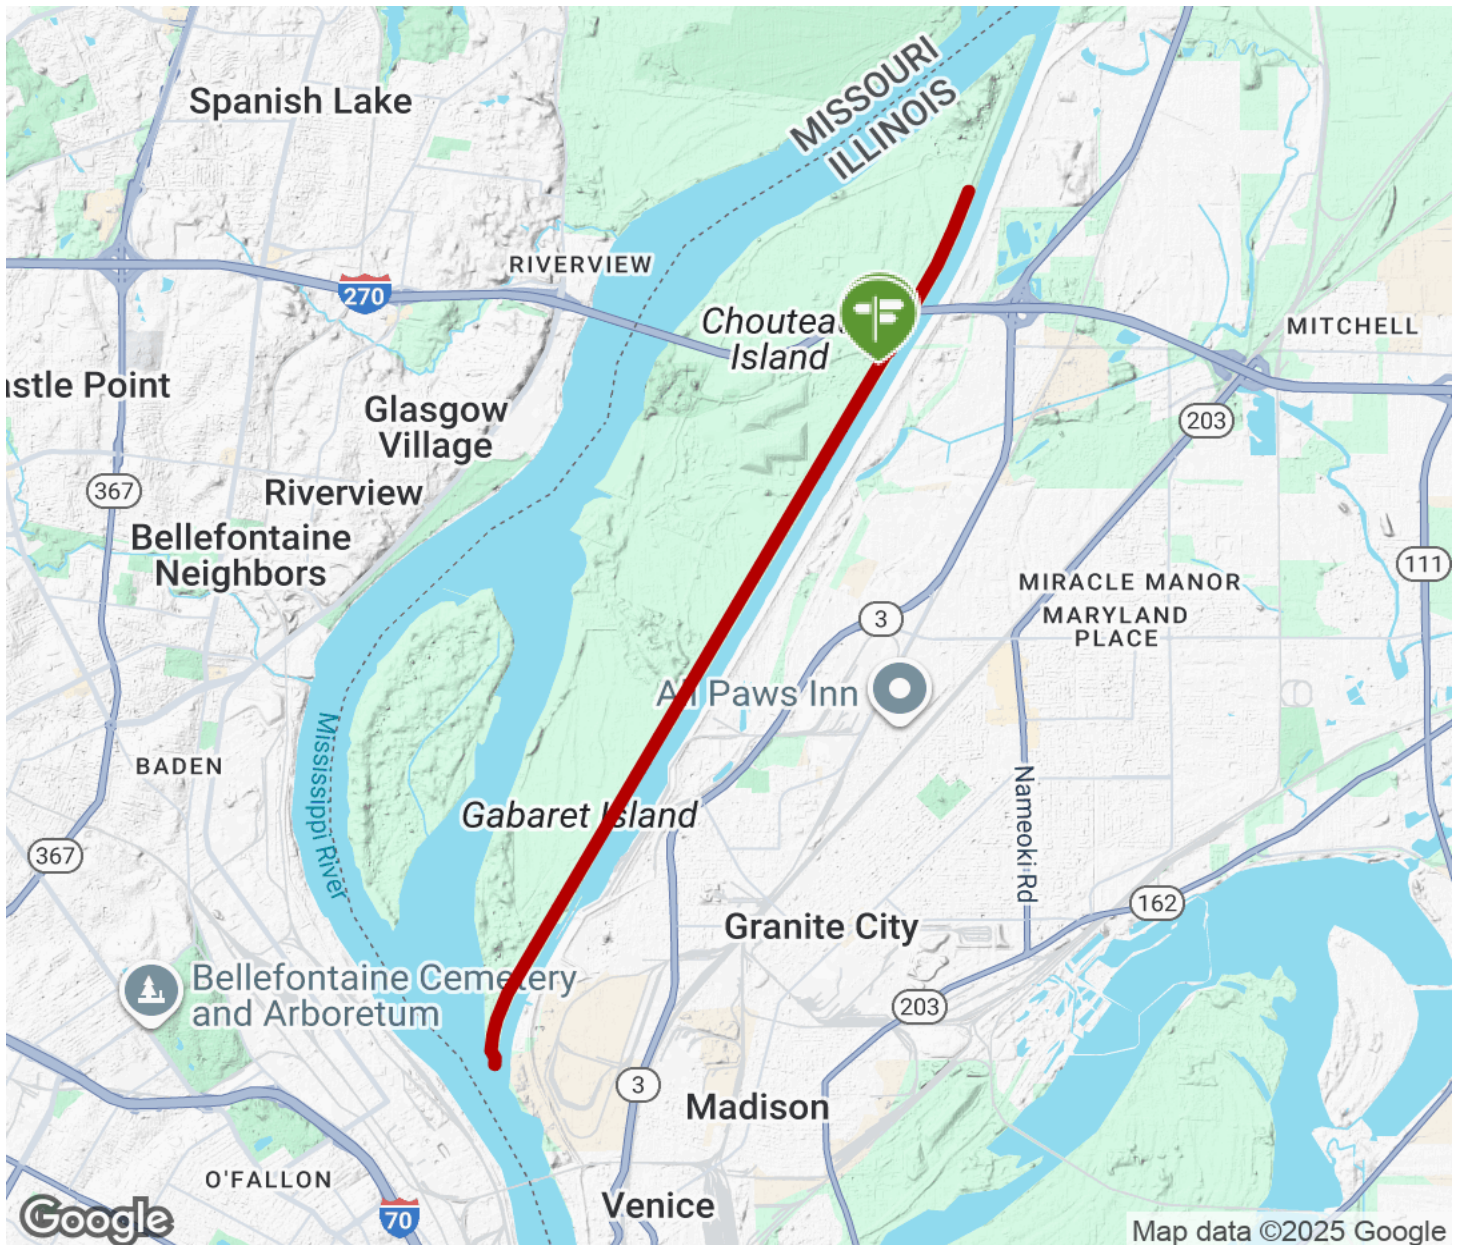 Spanish Lake
MISSOURI
ILLINOIS
RIVERVIEW
270
Choutea
Island
MITCHELL
astle Point
Glasgow
Village
203
367
Riverview
Bellefontaine
Neighbors
111
MIRACLE MANOR
MARYLAND
PLACE
3
All Paws Inn
Mississippi River
BADEN
Nameoki Rd
Gabaret Island
367
162
Granite City
Bellefontaine Cemetery
and Arboretum
203
3
Madison
O'FALLON
70
Venice
Google
Map data ©2025 Google